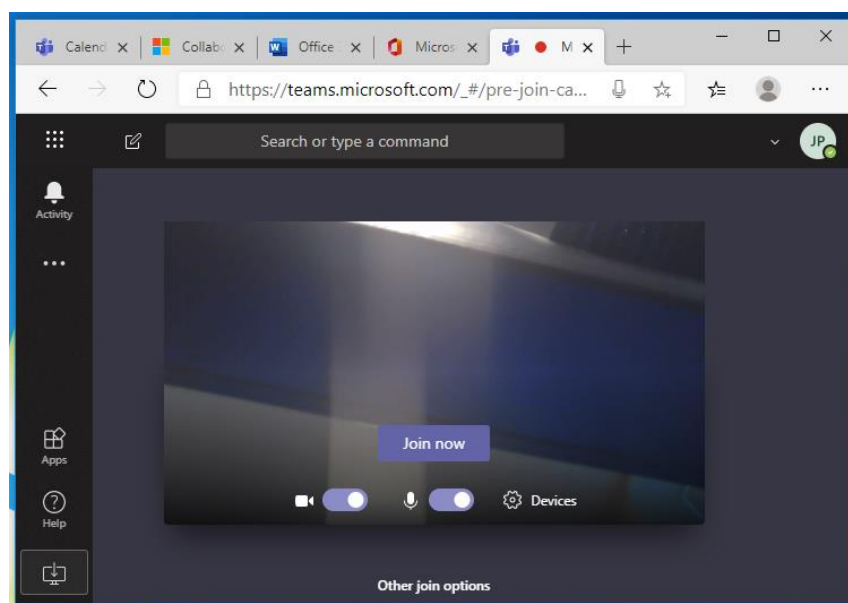 Calend
Collabo
Office
Micros
M
https://teams.microsoft.com/_#/pre-join-ca...
Search or type a command
JP
Activity
Join now
Devices
Apps
Help
Other join options